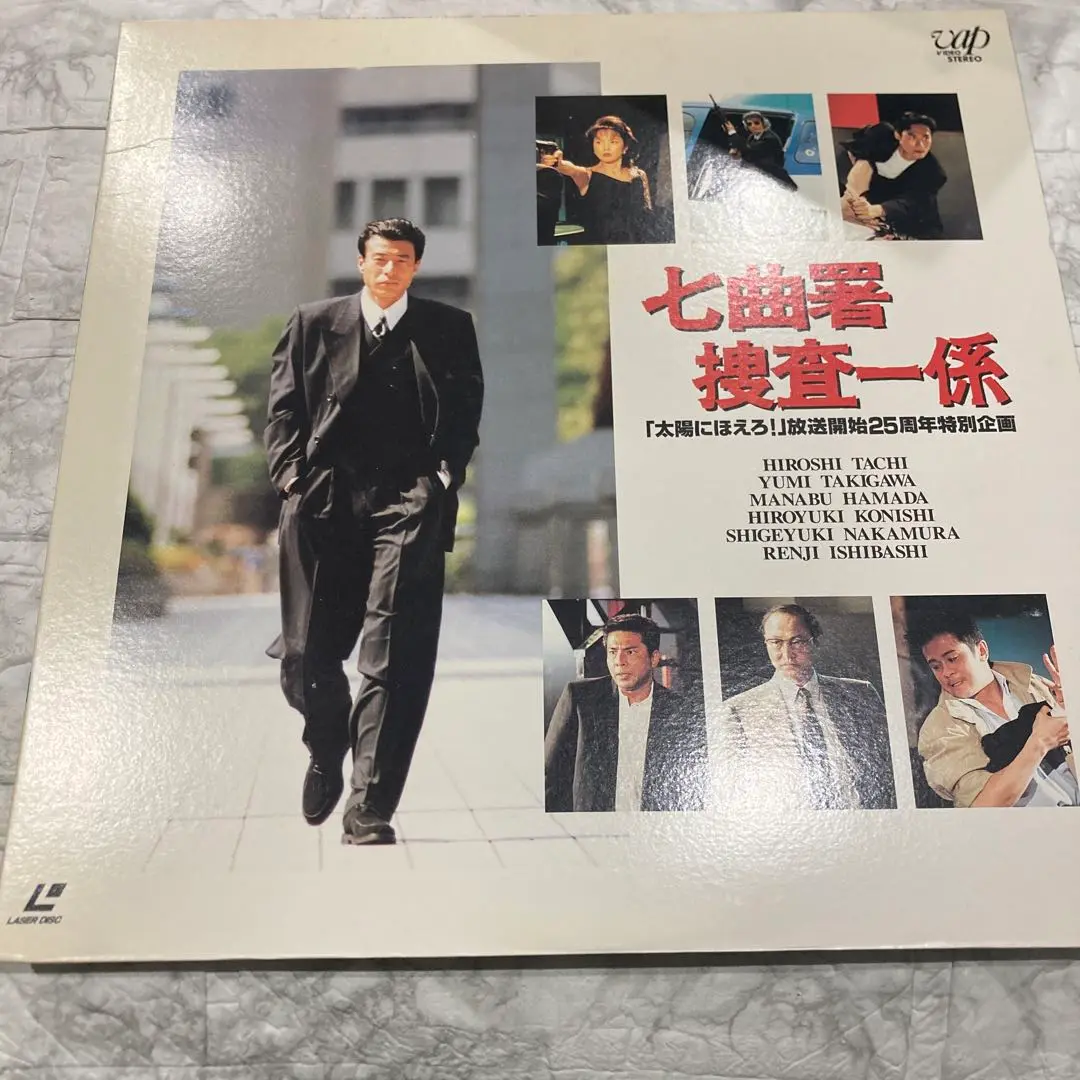 vap
VIDEO
STEREO
七曲署
捜査一係
「太陽にほえろ!」放送開始25周年特別企画
HIROSHI TACHI
YUMI TAKIGAWA
MANABU HAMADA
HIROYUKI KONISHI
SHIGEYUKI NAKAMURA
RENJI ISHIBASHI
LASER DISC